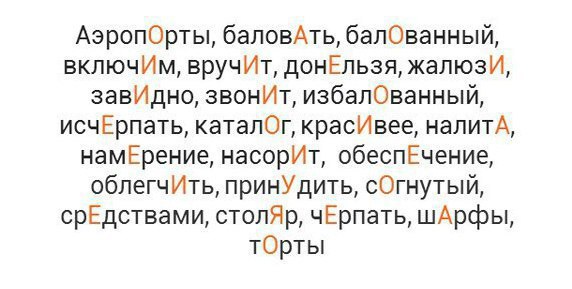 АэропОрты, баловАть, балОванный,
включИм, вручИт, донЕльзя, жалюзИ,
завИдно, звонИт, избалОванный,
исчЕрпать, каталОг, красИвее, налитА,
намЕрение, насорИт, обеспЕчение,
облегчИть, принУдить, сОгнутый,
срЕдствами, столЯр, чЕрпать, шАрфы,
тОрты